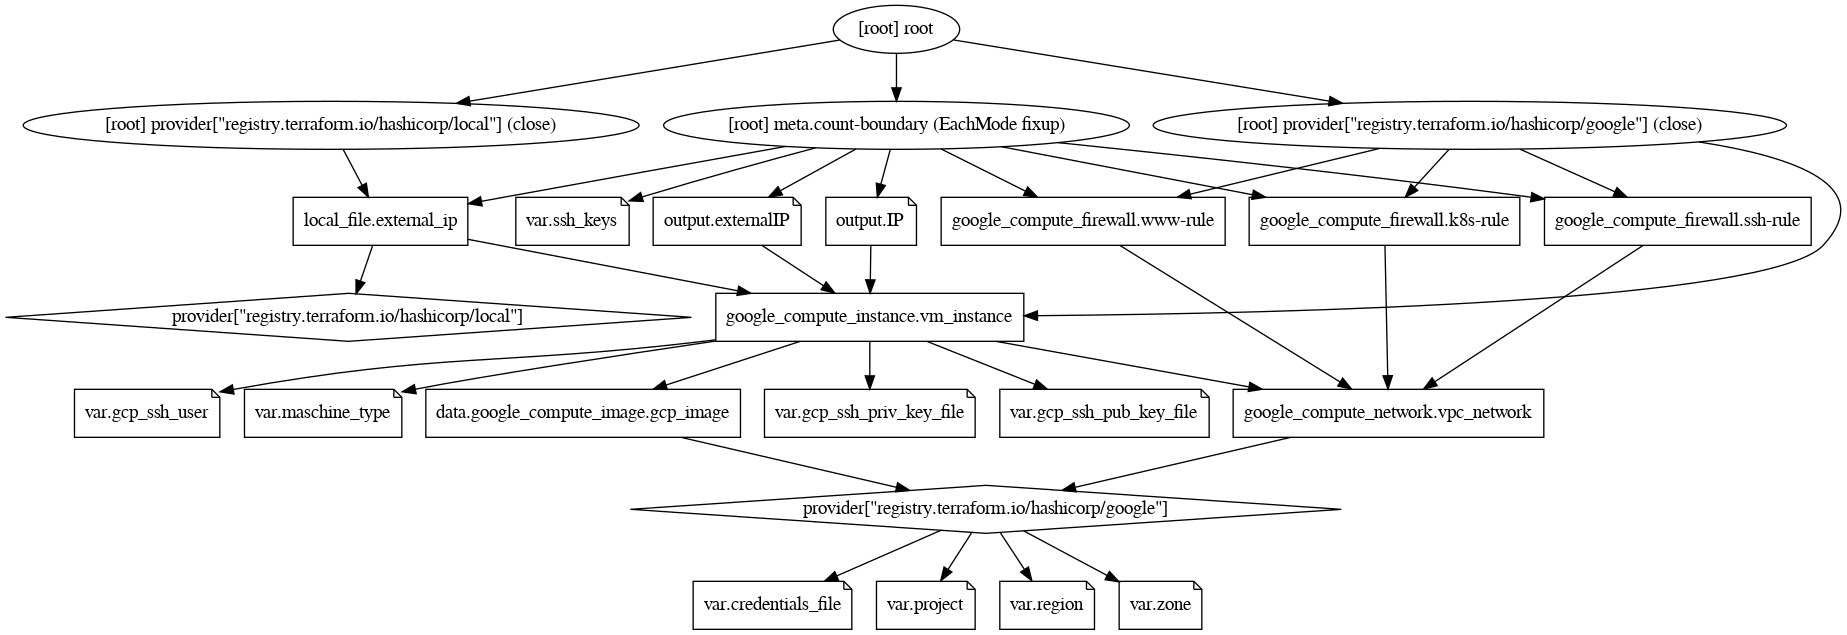 [root] root
[root] provider["registry.terraform.io/hashicorp/local"] (close)
[root] meta.count-boundary (EachMode fixup)
[root] provider["registry.terraform.io/hashicorp/google"] (close)
local_file.external_ip
var.ssh_keys
output.externalIP
output.IP
google_compute_firewall.www-rule
google_compute_firewall.k8s-rule
google_compute_firewall.ssh-rule
provider["registry.terraform.io/hashicorp/local"]
google_compute_instance.vm_instance
var.gcp_ssh_user
var.maschine_type
data.google_compute_image.gcp_image
var.gcp_ssh_priv_key_file
var.gcp_ssh_pub_key_file
google_compute_network.vpc_network
provider["registry.terraform.io/hashicorp/google"]
var.credentials_file
var.project
var.region
var.zone